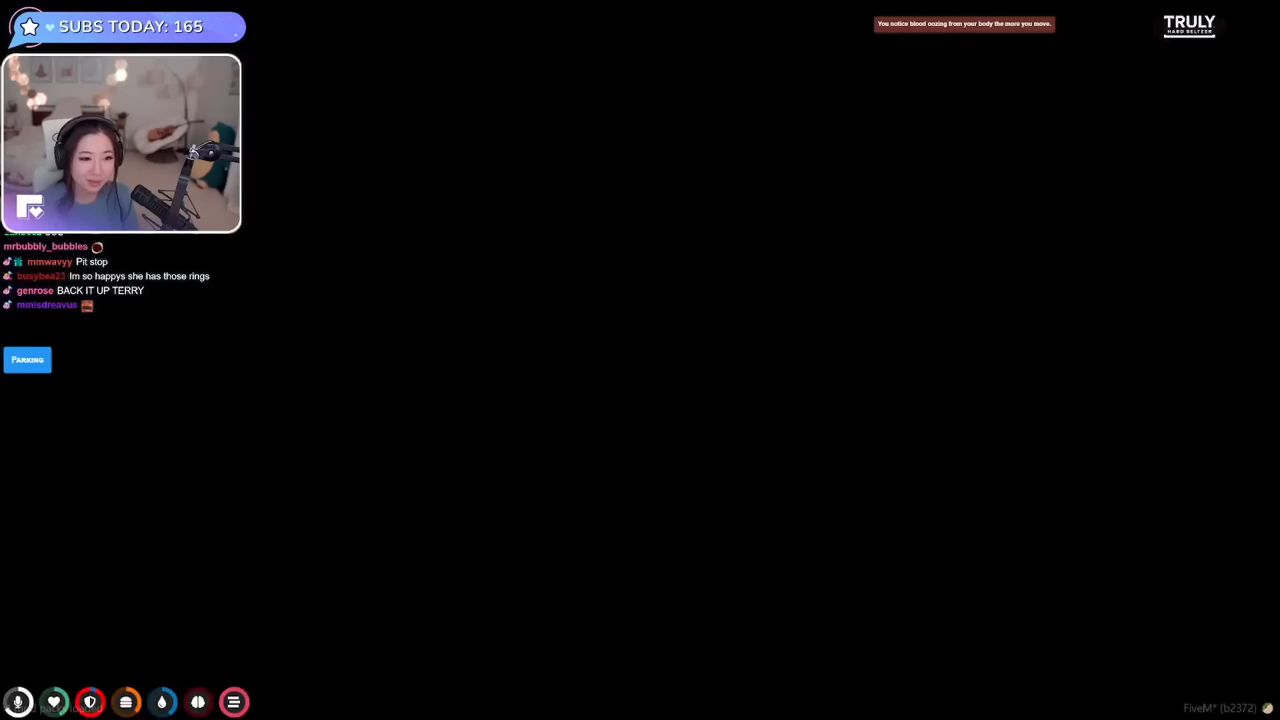 SUBS TODAY: 165
You notice blood oozing from your body the more you move.
TRULY
HARD SELTZER
mrbubbly_bubbles
mmwavyy Pit stop
busybea23 Im so happys she has those rings
genrose BACK IT UP TERRY
mmisdreavus
PARKING
FiveM* (b2372)